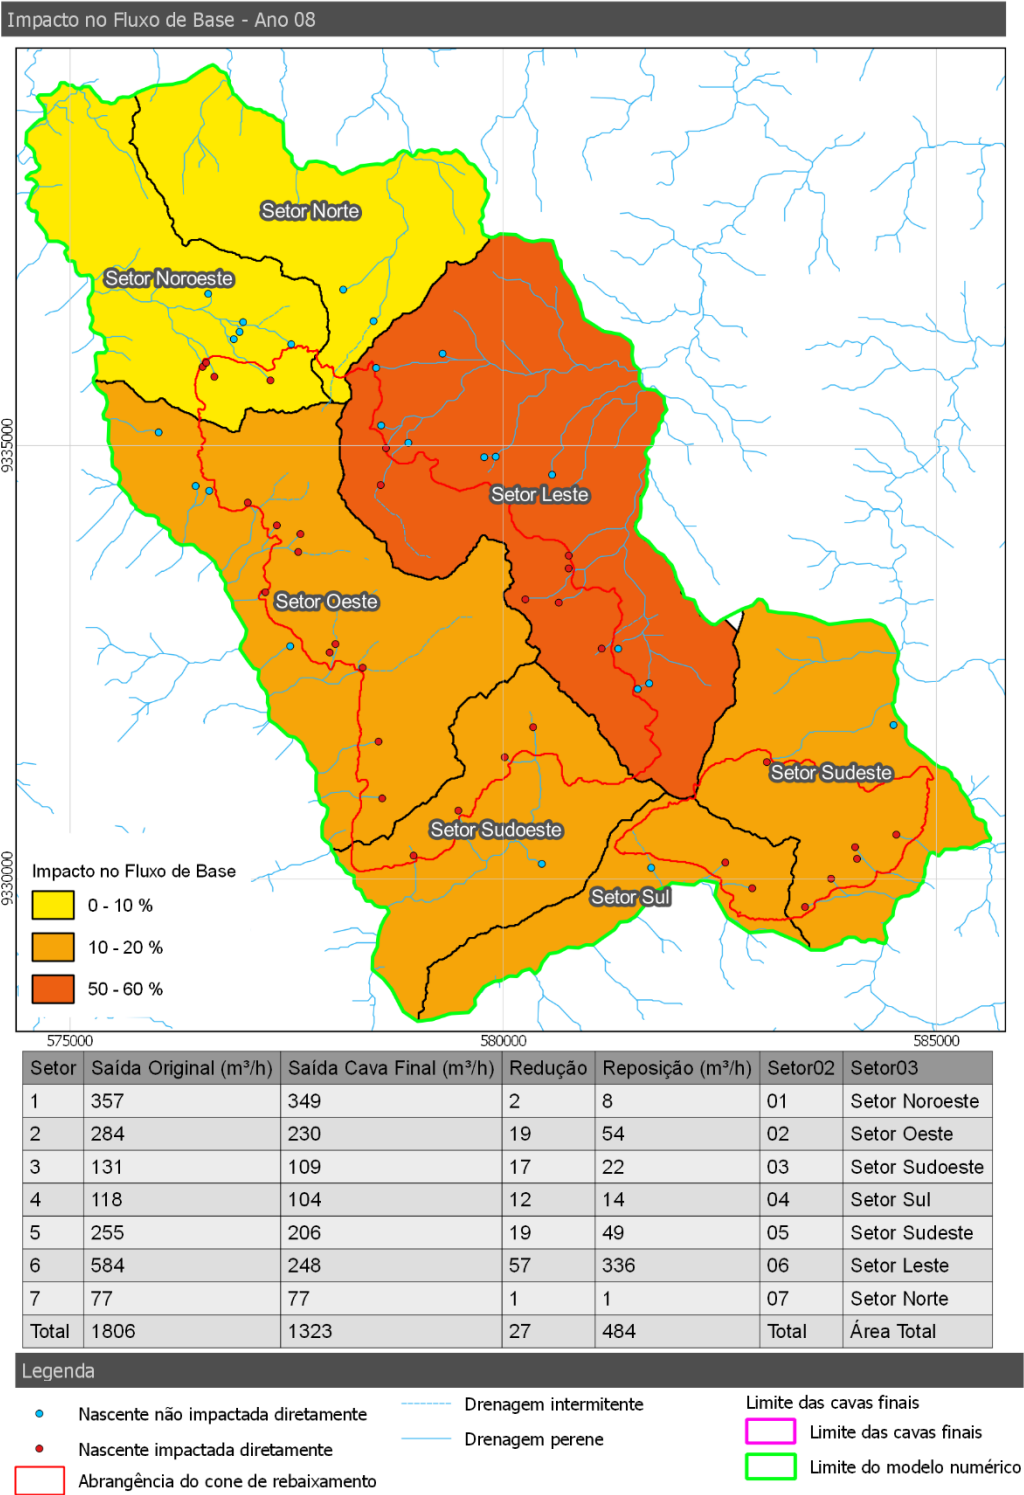 Impacto no Fluxo de Base - Ano 08
Setor Norte
Setor Noroeste
9335000
Setor Leste
Setor Oeste
Setor Sudeste
Setor Sudoeste
9330000
Setor Sul
Impacto no Fluxo de Base
0 - 10 %
10 - 20 %
50 - 60 %
575000 580000 585000
Setor Saída Original (m³/h) Saída Cava Final (m³/h) Redução Reposição (m³/h) Setor02 Setor03
1 357 349 2 8 01 Setor Noroeste
2 284 230 19 54 02 Setor Oeste
3 131 109 17 22 03 Setor Sudoeste
4 118 104 12 14 04 Setor Sul
5 255 206 19 49 05 Setor Sudeste
6 584 248 57 336 06 Setor Leste
7 77 77 1 1 07 Setor Norte
Total 1806 1323 27 484 Total Área Total
Legenda
Nascente não impactada diretamente
Nascente impactada diretamente
Abrangência do cone de rebaixamento
Drenagem intermitente
Drenagem perene
Limite das cavas finais
Limite das cavas finais
Limite do modelo numérico